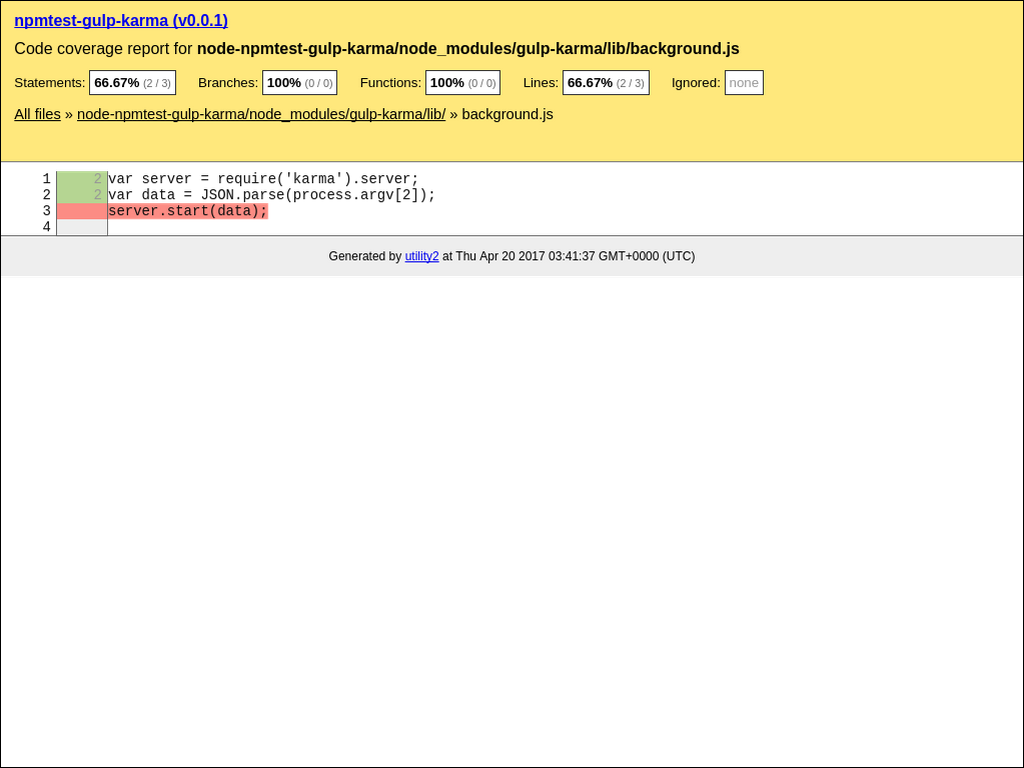 npmtest-gulp-karma (v0.0.1)
Code coverage report for node-npmtest-gulp-karma/node_modules/gulp-karma/lib/background.js
Statements: 66.67% (2 / 3) Branches: 100% (0 / 0) Functions: 100% (0 / 0) Lines: 66.67% (2 / 3) Ignored: none
All files » node-npmtest-gulp-karma/node_modules/gulp-karma/lib/ » background.js
1 2 var server = require('karma').server;
2 2 var data = JSON.parse(process.argv[2]);
3 server.start(data);
4
Generated by utility2 at Thu Apr 20 2017 03:41:37 GMT+0000 (UTC)